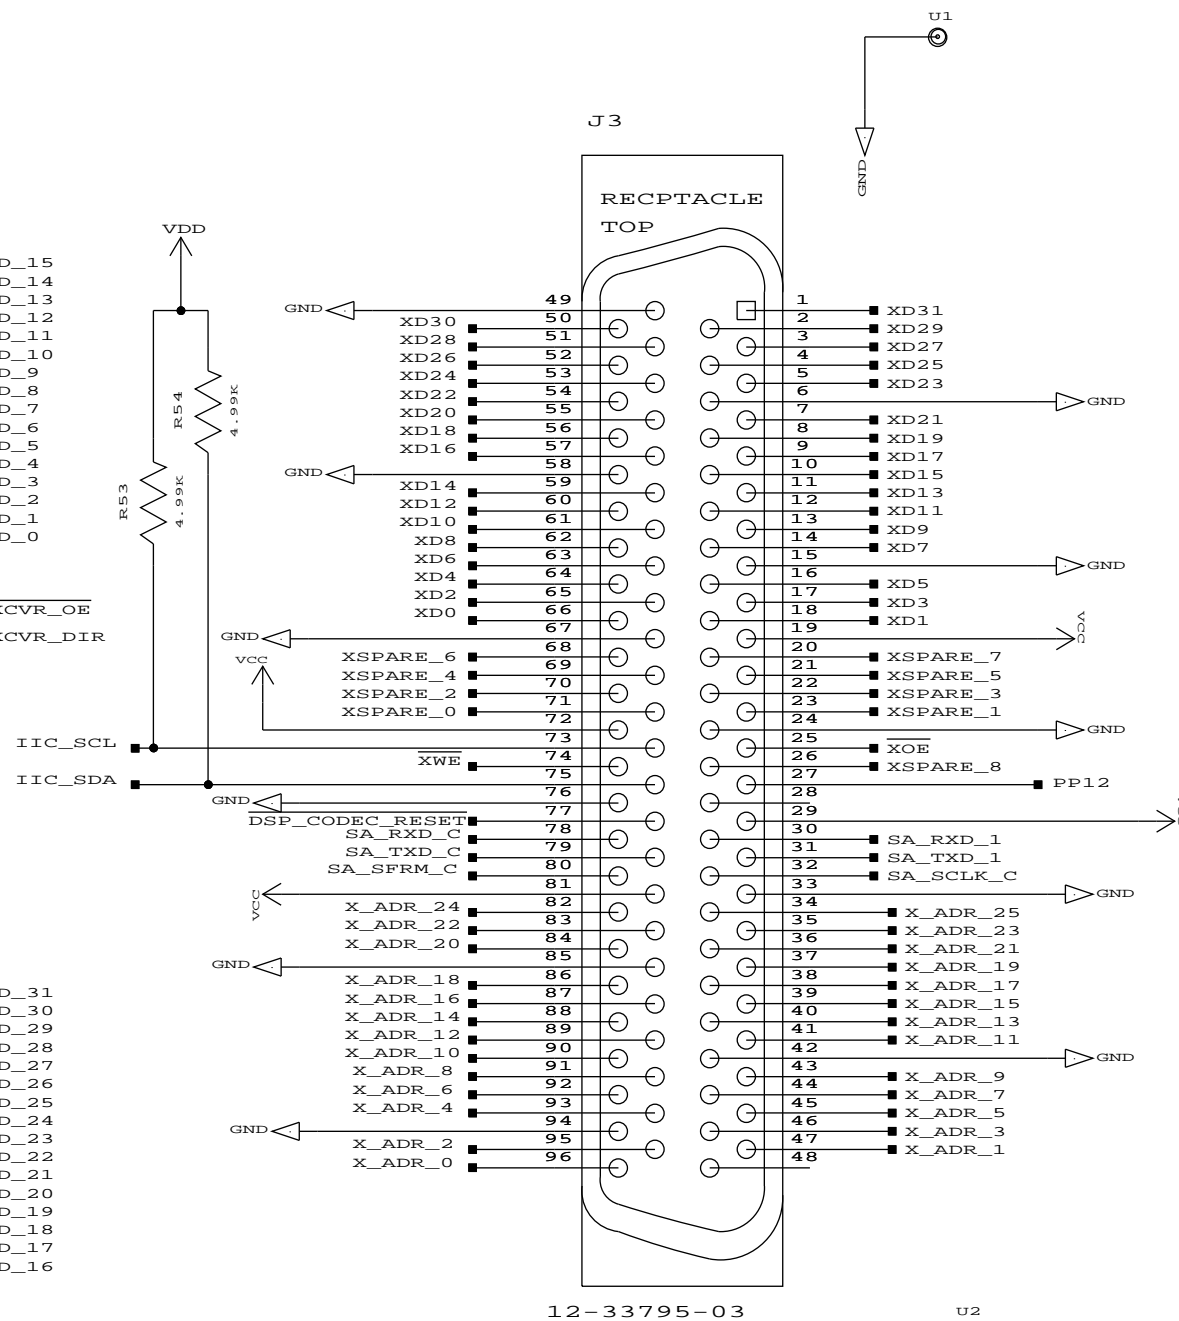 U1
J3
GND
RECPTACLE
TOP
VDD
D_15
D_14
D_13
D_12
D_11
D_10
D_9
D_8
D_7
D_6
D_5
D_4
D_3
D_2
D_1
D_0
XCVR_OE
XCVR_DIR
R54
4.99K
R53
4.99K
GND 49 1 XD31
XD30 50 2 XD29
XD28 51 3 XD27
XD26 52 4 XD25
XD24 53 5 XD23
XD22 54 6 GND
XD20 55 7 XD21
XD18 56 8 XD19
XD16 57 9 XD17
GND 58 10 XD15
XD14 59 11 XD13
XD12 60 12 XD11
XD10 61 13 XD9
XD8 62 14 XD7
XD6 63 15 GND
XD4 64 16 XD5
XD2 65 17 XD3
XD0 66 18 XD1
GND 67 19 VCC
XSPARE_6 68 20 XSPARE_7
XSPARE_4 69 21 XSPARE_5
XSPARE_2 70 22 XSPARE_3
XSPARE_0 71 23 XSPARE_1
VCC 72 24 GND
IIC_SCL 73 25 XOE
XWE 74 26 XSPARE_8
IIC_SDA 75 27 PP12
GND 76 28
DSP_CODEC_RESET 77 29
SA_RXD_C 78 30 SA_RXD_1
SA_TXD_C 79 31 SA_TXD_1
SA_SFRM_C 80 32 SA_SCLK_C
VCC 81 33 GND
X_ADR_24 82 34 X_ADR_25
X_ADR_22 83 35 X_ADR_23
X_ADR_20 84 36 X_ADR_21
GND 85 37 X_ADR_19
X_ADR_18 86 38 X_ADR_17
X_ADR_16 87 39 X_ADR_15
X_ADR_14 88 40 X_ADR_13
X_ADR_12 89 41 X_ADR_11
X_ADR_10 90 42 GND
X_ADR_8 91 43 X_ADR_9
X_ADR_6 92 44 X_ADR_7
X_ADR_4 93 45 X_ADR_5
GND 94 46 X_ADR_3
X_ADR_2 95 47 X_ADR_1
X_ADR_0 96 48
D_31
D_30
D_29
D_28
D_27
D_26
D_25
D_24
D_23
D_22
D_21
D_20
D_19
D_18
D_17
D_16
12-33795-03
U2